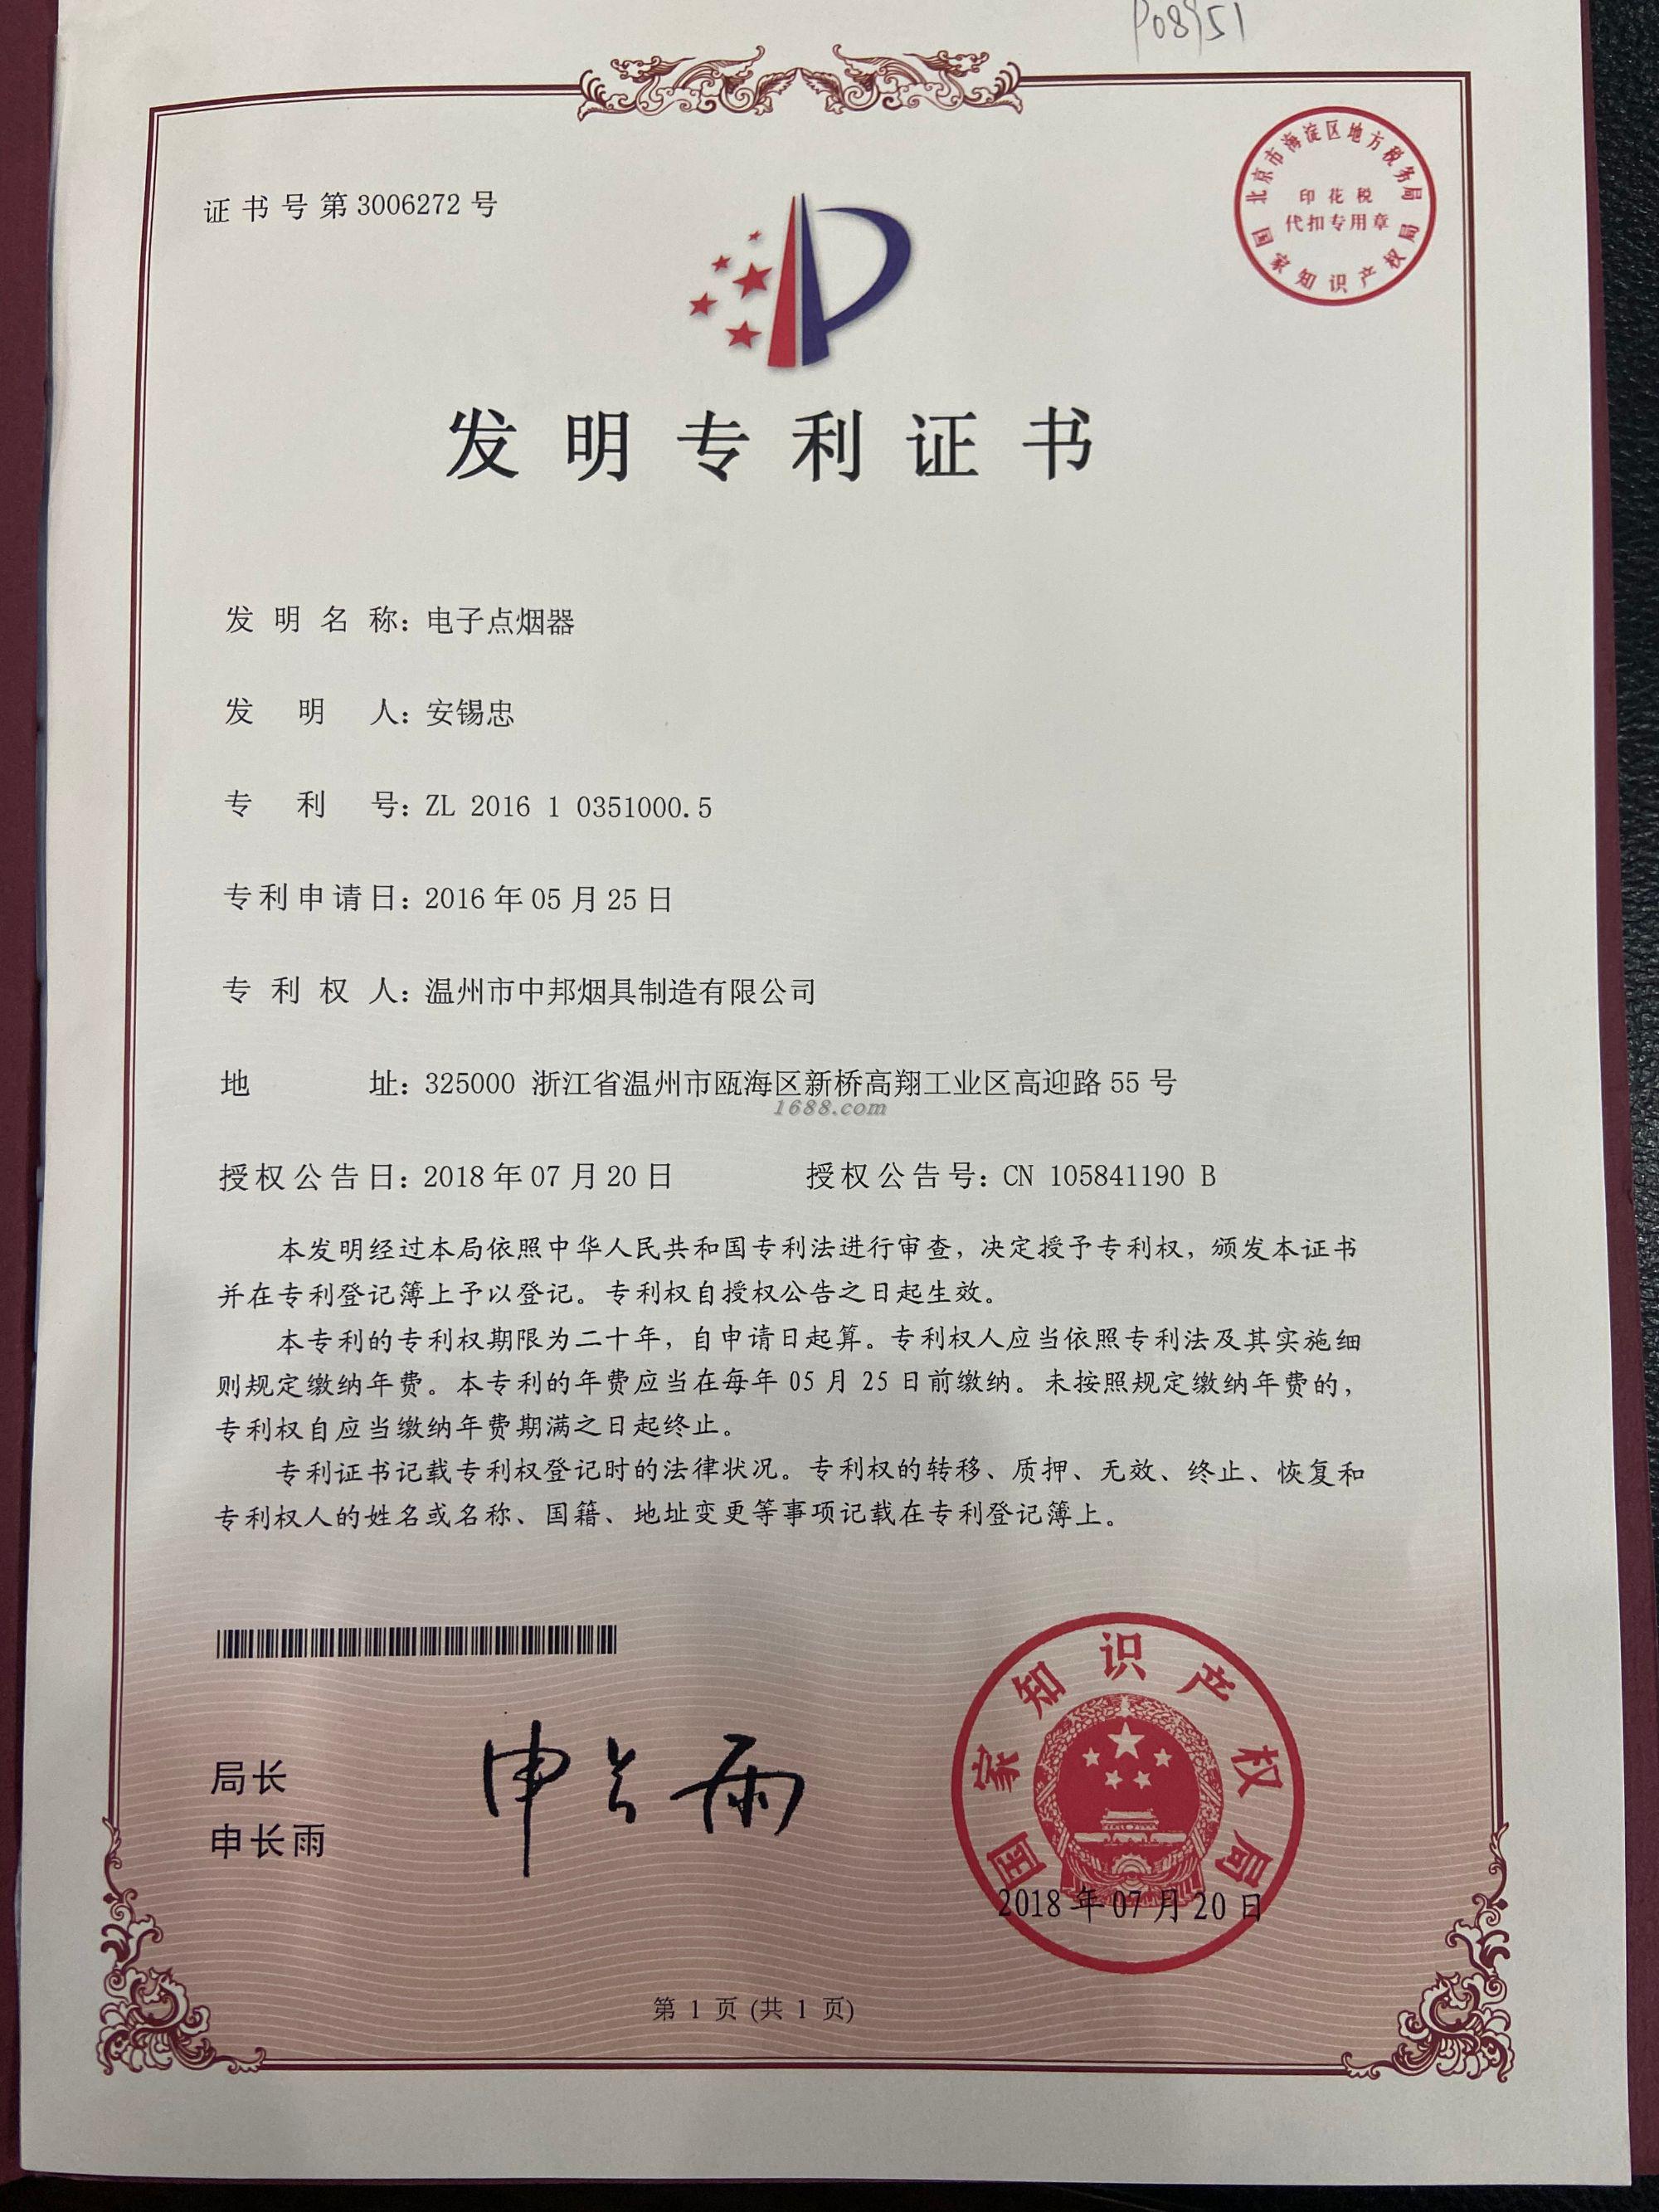 P08951
证书号第3006272号
北京市海淀区地方税务局
印花税
代扣专用章
国家知识产权局
发明专利证书
发明名称：电子点烟器
发明人：安锡忠
专利号：ZL 2016 1 0351000.5
专利申请日：2016年05月25日
专利权人：温州市中邦烟具制造有限公司
地址：325000 浙江省温州市瓯海区新桥高翔工业区高迎路55号
1688.com
授权公告日：2018年07月20日 授权公告号：CN 105841190 B
本发明经过本局依照中华人民共和国专利法进行审查，决定授予专利权，颁发本证书
并在专利登记簿上予以登记。专利权自授权公告之日起生效。
本专利的专利权期限为二十年，自申请日起算。专利权人应当依照专利法及其实施细
则规定缴纳年费。本专利的年费应当在每年05月25日前缴纳。未按照规定缴纳年费的，
专利权自应当缴纳年费期满之日起终止。
专利证书记载专利权登记时的法律状况。专利权的转移、质押、无效、终止、恢复和
专利权人的姓名或名称、国籍、地址变更等事项记载在专利登记簿上。
局长
申长雨
申长雨
国家知识产权局
2018年07月20日
第 1 页 (共 1 页)